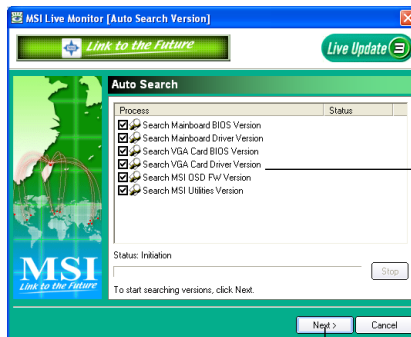 MSI Live Monitor [Auto Search Version]
Link to the Future
Live Update 3
Auto Search
Process Status
Search Mainboard BIOS Version
Search Mainboard Driver Version
Search VGA Card BIOS Version
Search VGA Card Driver Version
Search MSI OSD FW Version
Search MSI Utilities Version
Status: Initiation
Stop
To start searching versions, click Next.
MSI
Link to the Future
Next > Cancel